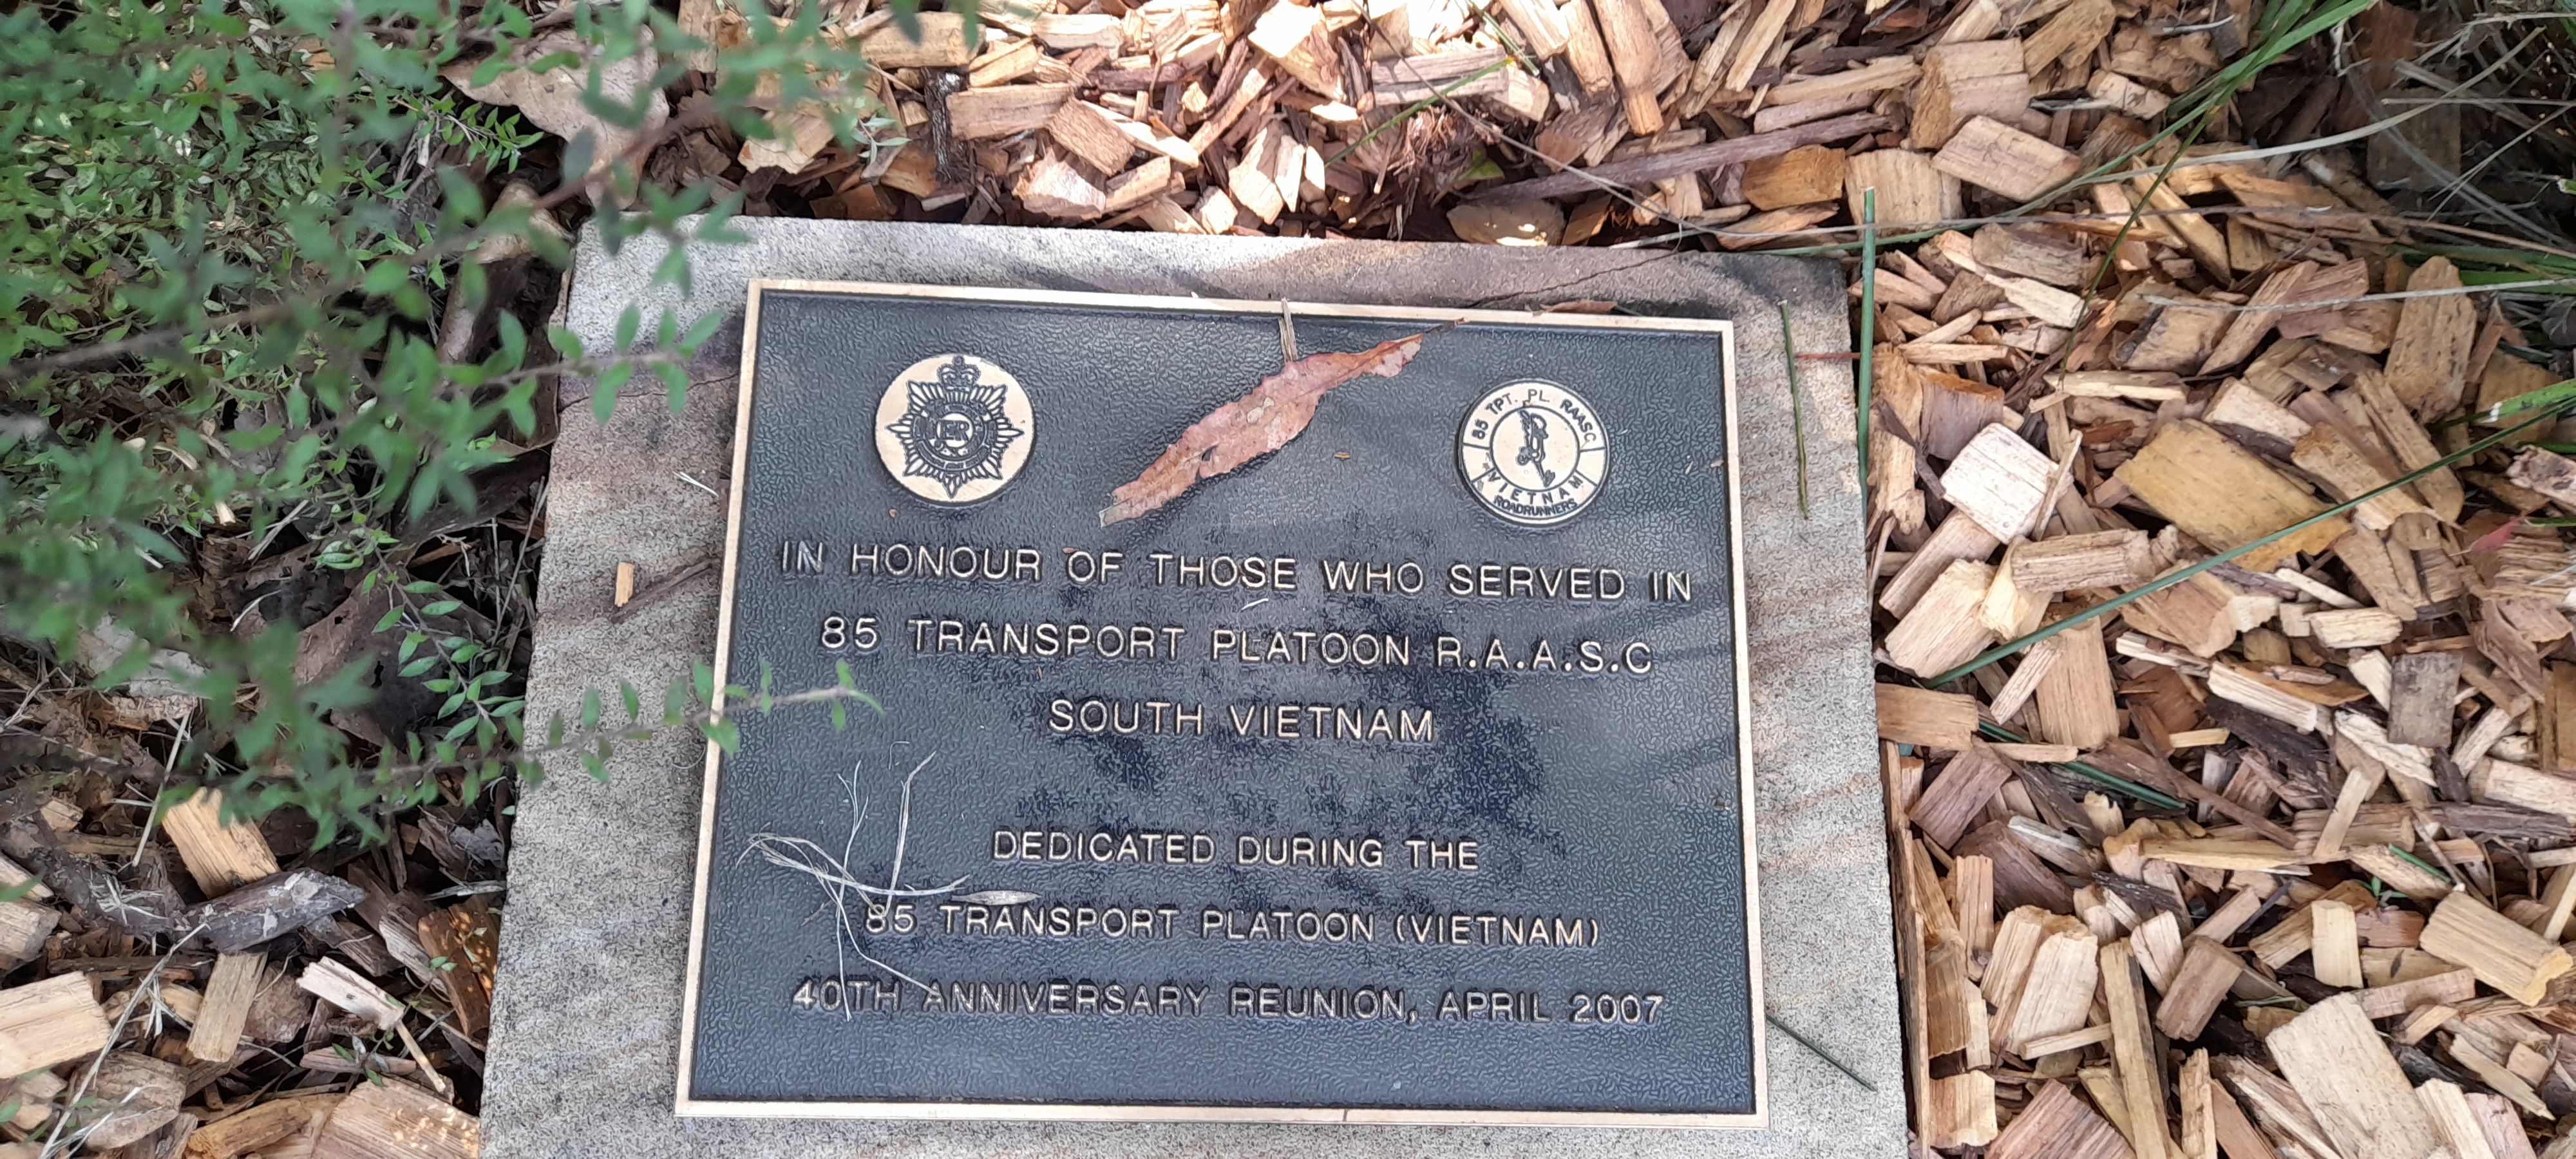 85 TPT. PL. RAASC
VIETNAM
ROADRUNNERS
IN HONOUR OF THOSE WHO SERVED IN
85 TRANSPORT PLATOON R.A.A.S.C
SOUTH VIETNAM
DEDICATED DURING THE
85 TRANSPORT PLATOON (VIETNAM)
40TH ANNIVERSARY REUNION, APRIL 2007